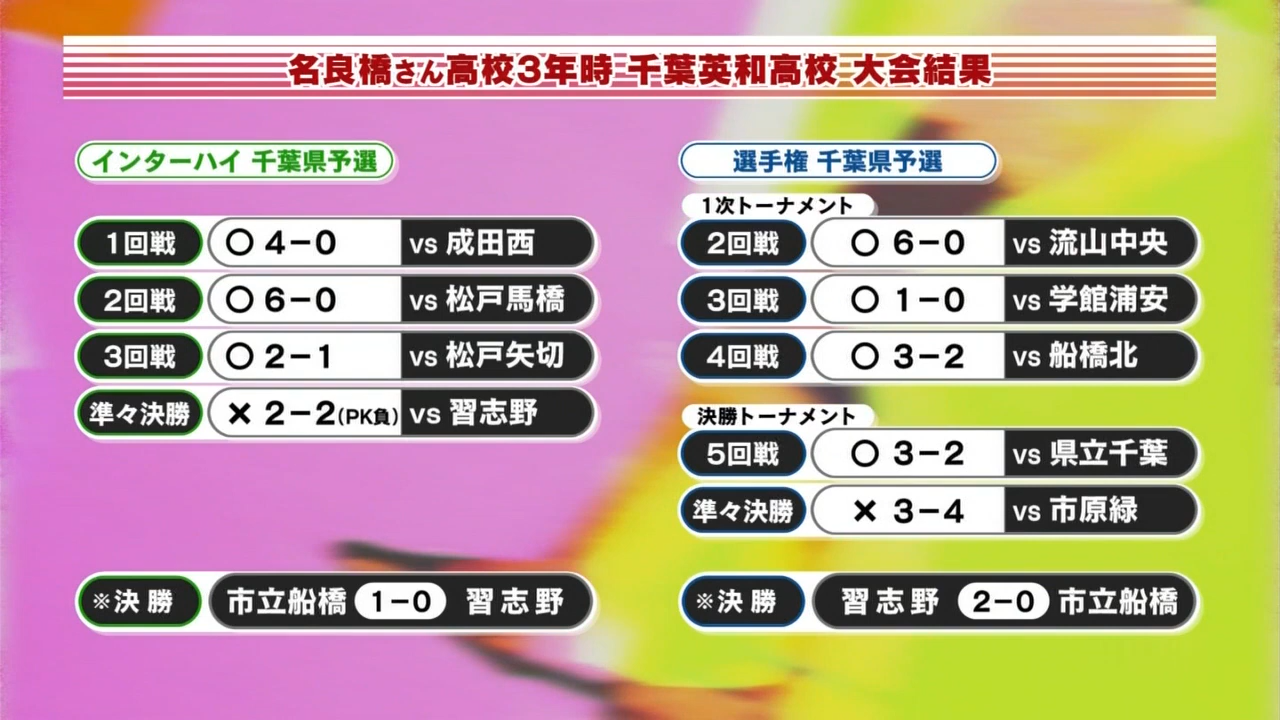 名良橋さん高校3年時 千葉英和高校 大会結果
インターハイ 千葉県予選
1回戦 ○ 4-0 vs 成田西
2回戦 ○ 6-0 vs 松戸馬橋
3回戦 ○ 2-1 vs 松戸矢切
準々決勝 × 2-2(PK負) vs 習志野
※決勝 市立船橋 1-0 習志野
選手権 千葉県予選
1次トーナメント
2回戦 ○ 6-0 vs 流山中央
3回戦 ○ 1-0 vs 学館浦安
4回戦 ○ 3-2 vs 船橋北
決勝トーナメント
5回戦 ○ 3-2 vs 県立千葉
準々決勝 × 3-4 vs 市原緑
※決勝 習志野 2-0 市立船橋